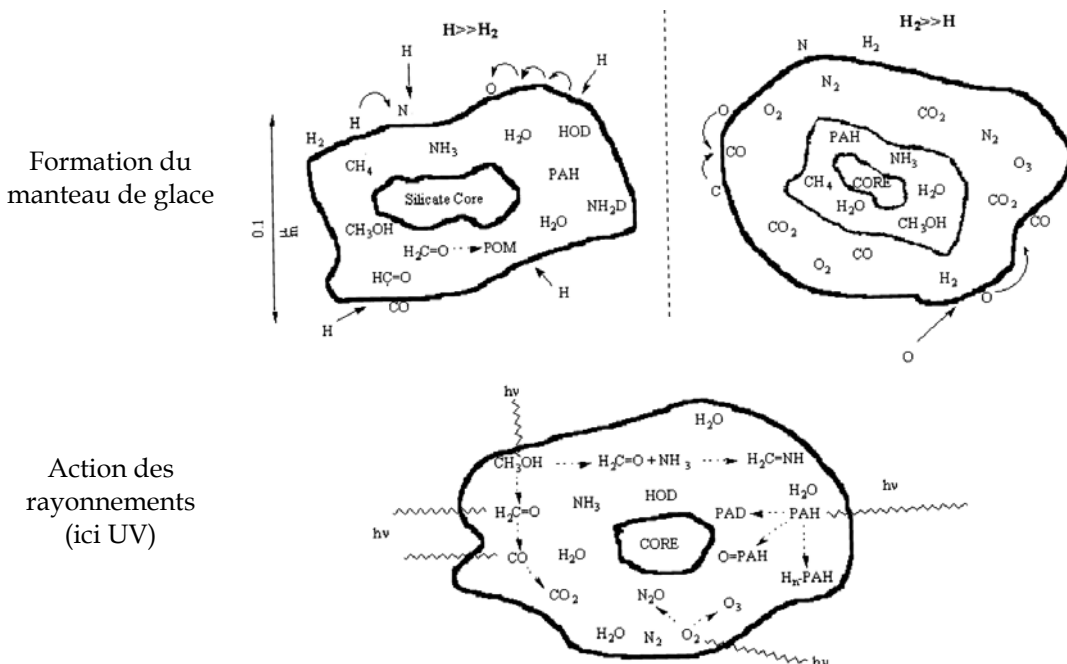 H>>H₂
H₂>>H
Formation du
manteau de glace
0.1
μm
H
H
N
O
H
H₂
CH₄
NH₃
H₂O
HOD
PAH
Silicate Core
NH₂D
CH₃OH
H₂O
H₂C=O
POM
HC=O
CO
H
H
N
H₂
N₂
O
O₂
CO₂
N₂
PAH
NH₃
O₃
CO
CORE
CH₄
H₂O
H₂O
C
CO₂
CO
CH₃OH
CO₂
CO
O₂
H₂
O
O
Action des
rayonnements
(ici UV)
hν
H₂O
CH₃OH
H₂C=O + NH₃
H₂C=NH
H₂O
hν
hν
H₂C=O
NH₃
HOD
PAD
PAH
CORE
CO
H₂O
O=PAH
Hₙ-PAH
CO₂
N₂O
O₃
H₂O
N₂
O₂
hν